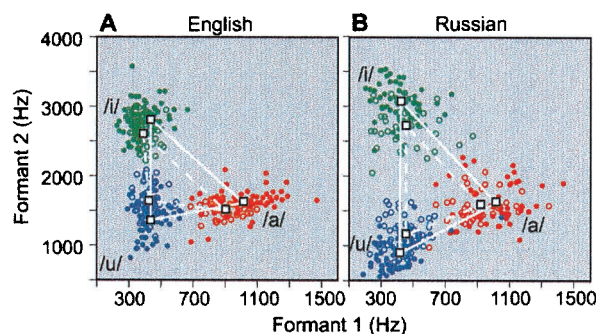 A English B Russian
4000
3000
2000
1000
Formant 2 (Hz)
/i/
/a/
/u/
/i/
/a/
/u/
300 700 1100 1500 300 700 1100 1500
Formant 1 (Hz)